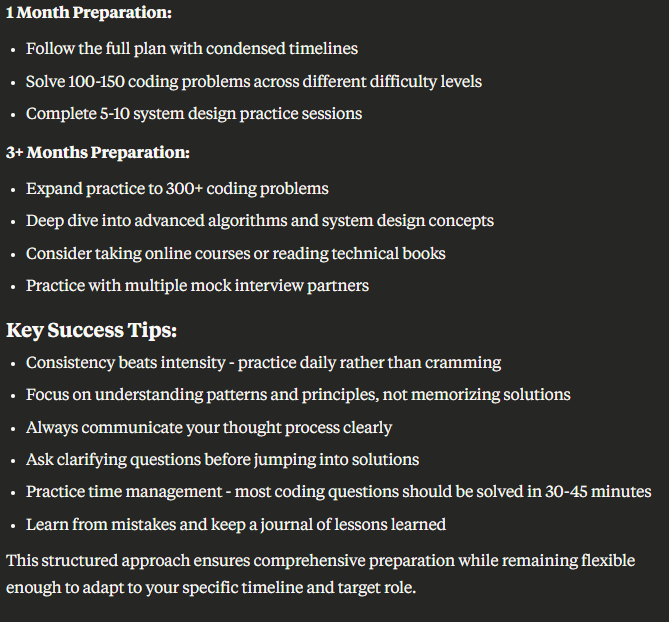 1 Month Preparation:
• Follow the full plan with condensed timelines
• Solve 100-150 coding problems across different difficulty levels
• Complete 5-10 system design practice sessions
3+ Months Preparation:
• Expand practice to 300+ coding problems
• Deep dive into advanced algorithms and system design concepts
• Consider taking online courses or reading technical books
• Practice with multiple mock interview partners
Key Success Tips:
• Consistency beats intensity - practice daily rather than cramming
• Focus on understanding patterns and principles, not memorizing solutions
• Always communicate your thought process clearly
• Ask clarifying questions before jumping into solutions
• Practice time management - most coding questions should be solved in 30-45 minutes
• Learn from mistakes and keep a journal of lessons learned
This structured approach ensures comprehensive preparation while remaining flexible
enough to adapt to your specific timeline and target role.